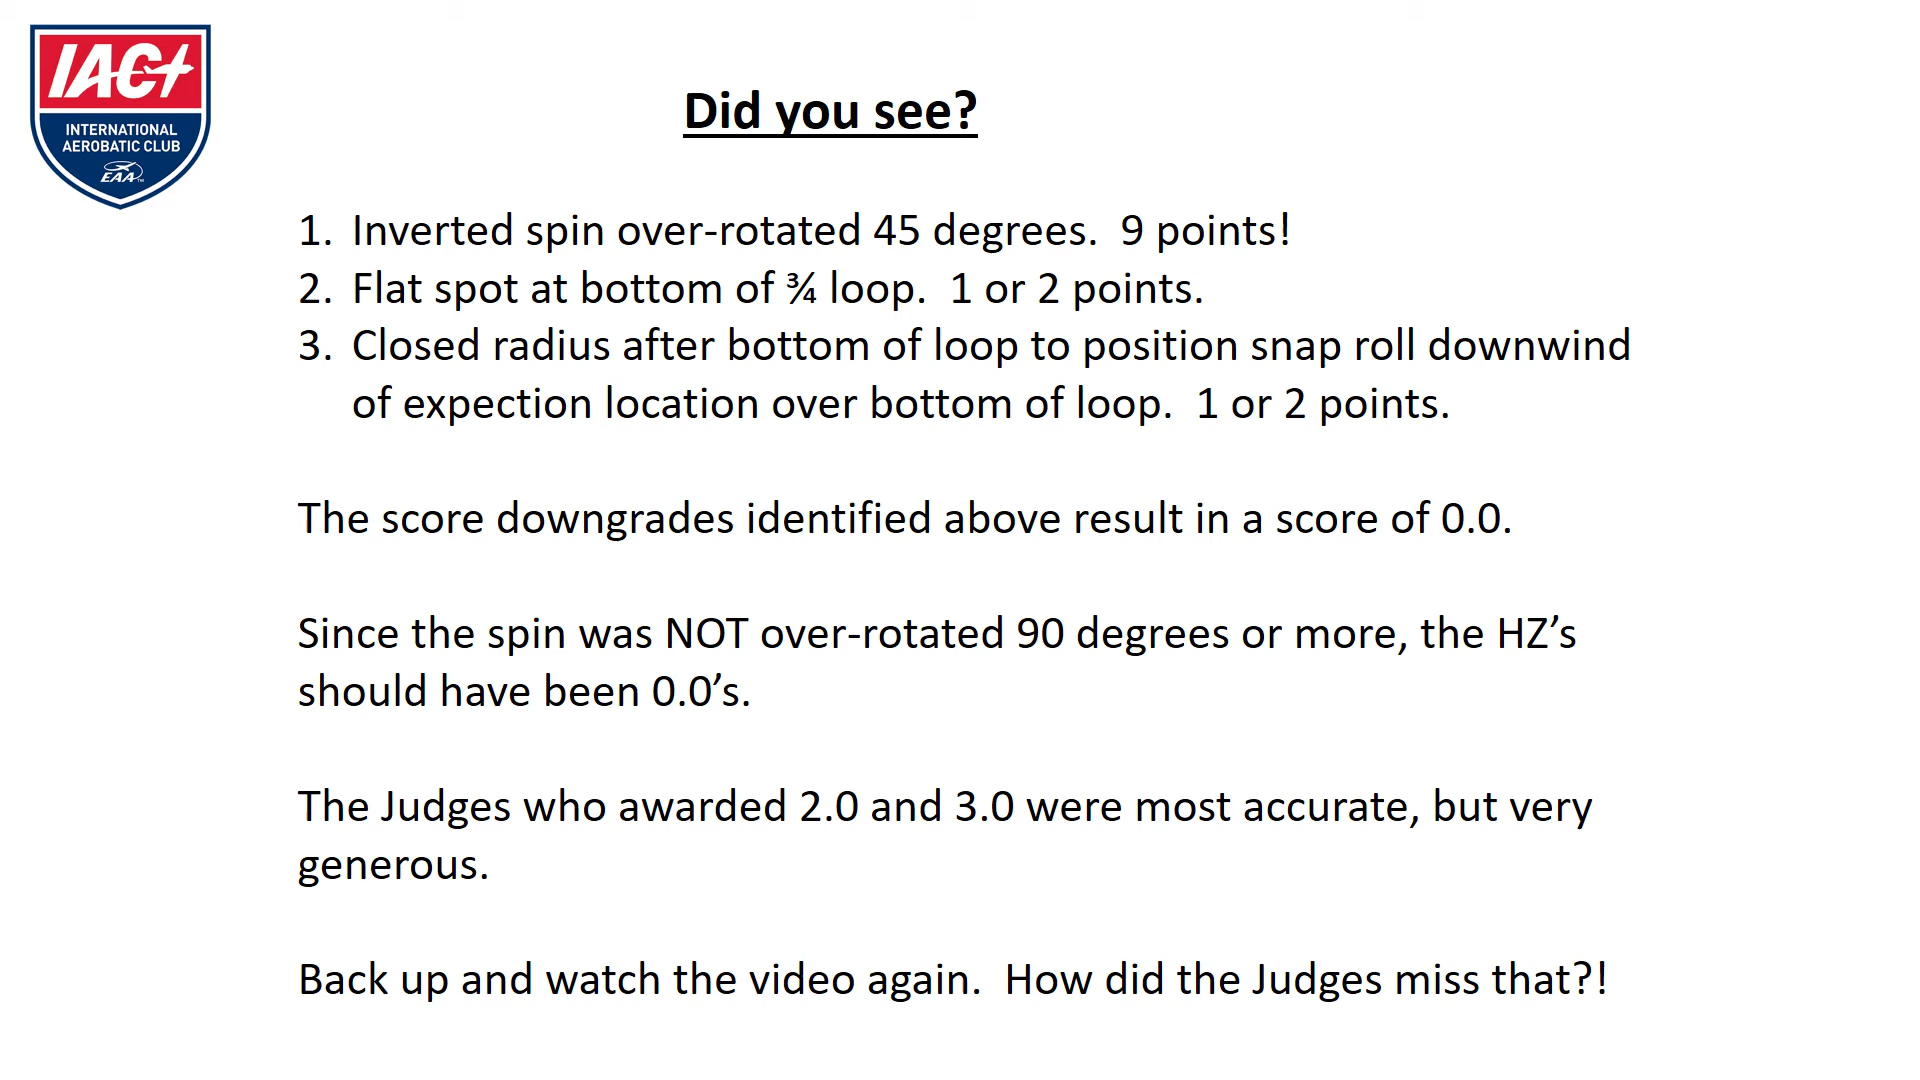 IAC
INTERNATIONAL
AEROBATIC CLUB
EAA™
Did you see?
1. Inverted spin over-rotated 45 degrees.  9 points!
2. Flat spot at bottom of ¾ loop.  1 or 2 points.
3. Closed radius after bottom of loop to position snap roll downwind
of expection location over bottom of loop.  1 or 2 points.
The score downgrades identified above result in a score of 0.0.
Since the spin was NOT over-rotated 90 degrees or more, the HZ’s
should have been 0.0’s.
The Judges who awarded 2.0 and 3.0 were most accurate, but very
generous.
Back up and watch the video again.  How did the Judges miss that?!